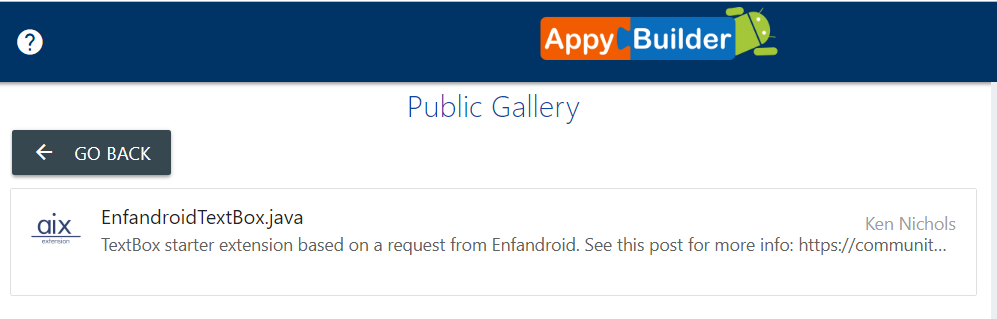 ?
Appy Builder
Public Gallery
GO BACK
aix
extension
EnfandroidTextBox.java
Ken Nichols
TextBox starter extension based on a request from Enfandroid. See this post for more info: https://communit...